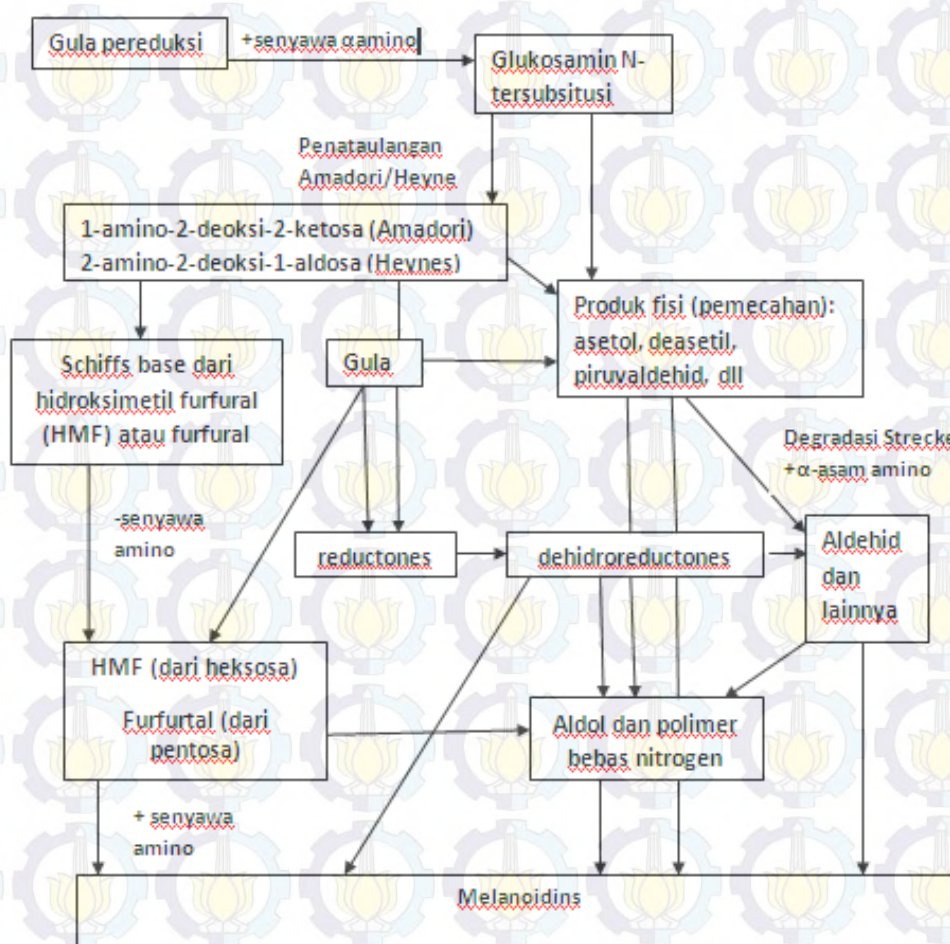 Gula pereduksi
+senyawa αamino
Glukosamin N-
tersubsitusi
Penataulangan
Amadori/Heyne
1-amino-2-deoksi-2-ketosa (Amadori)
2-amino-2-deoksi-1-aldosa (Heynes)
Produk fisi (pemecahan):
asetol, deasetil,
piruvaldehid, dll
Schiffs base dari
hidroksimetil furfural
(HMF) atau furfural
Gula
Degradasi Strecke
+α-asam amino
-senyawa
amino
reductones
dehidroreductones
Aldehid
dan
lainnya
HMF (dari heksosa)
Furfurtal (dari
pentosa)
Aldol dan polimer
bebas nitrogen
+ senyawa
amino
Melanoidins